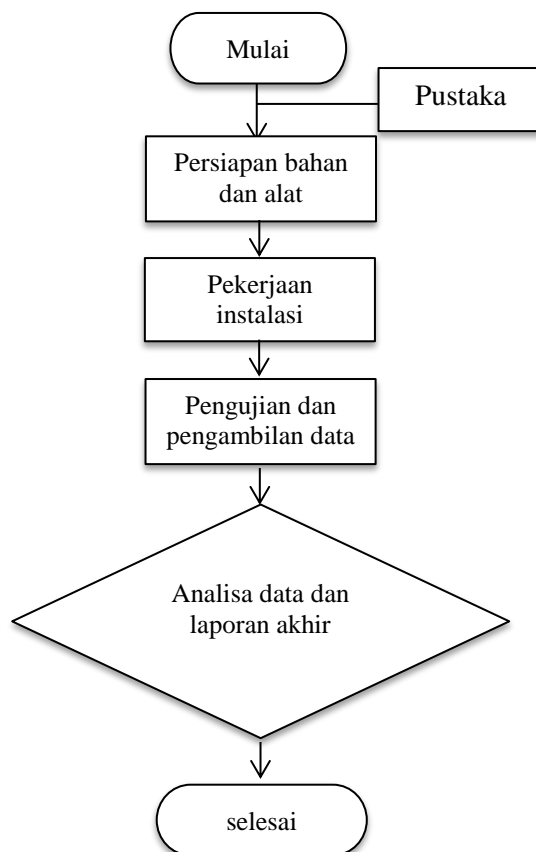 Mulai
Pustaka
Persiapan bahan
dan alat
Pekerjaan
instalasi
Pengujian dan
pengambilan data
Analisa data dan
laporan akhir
selesai